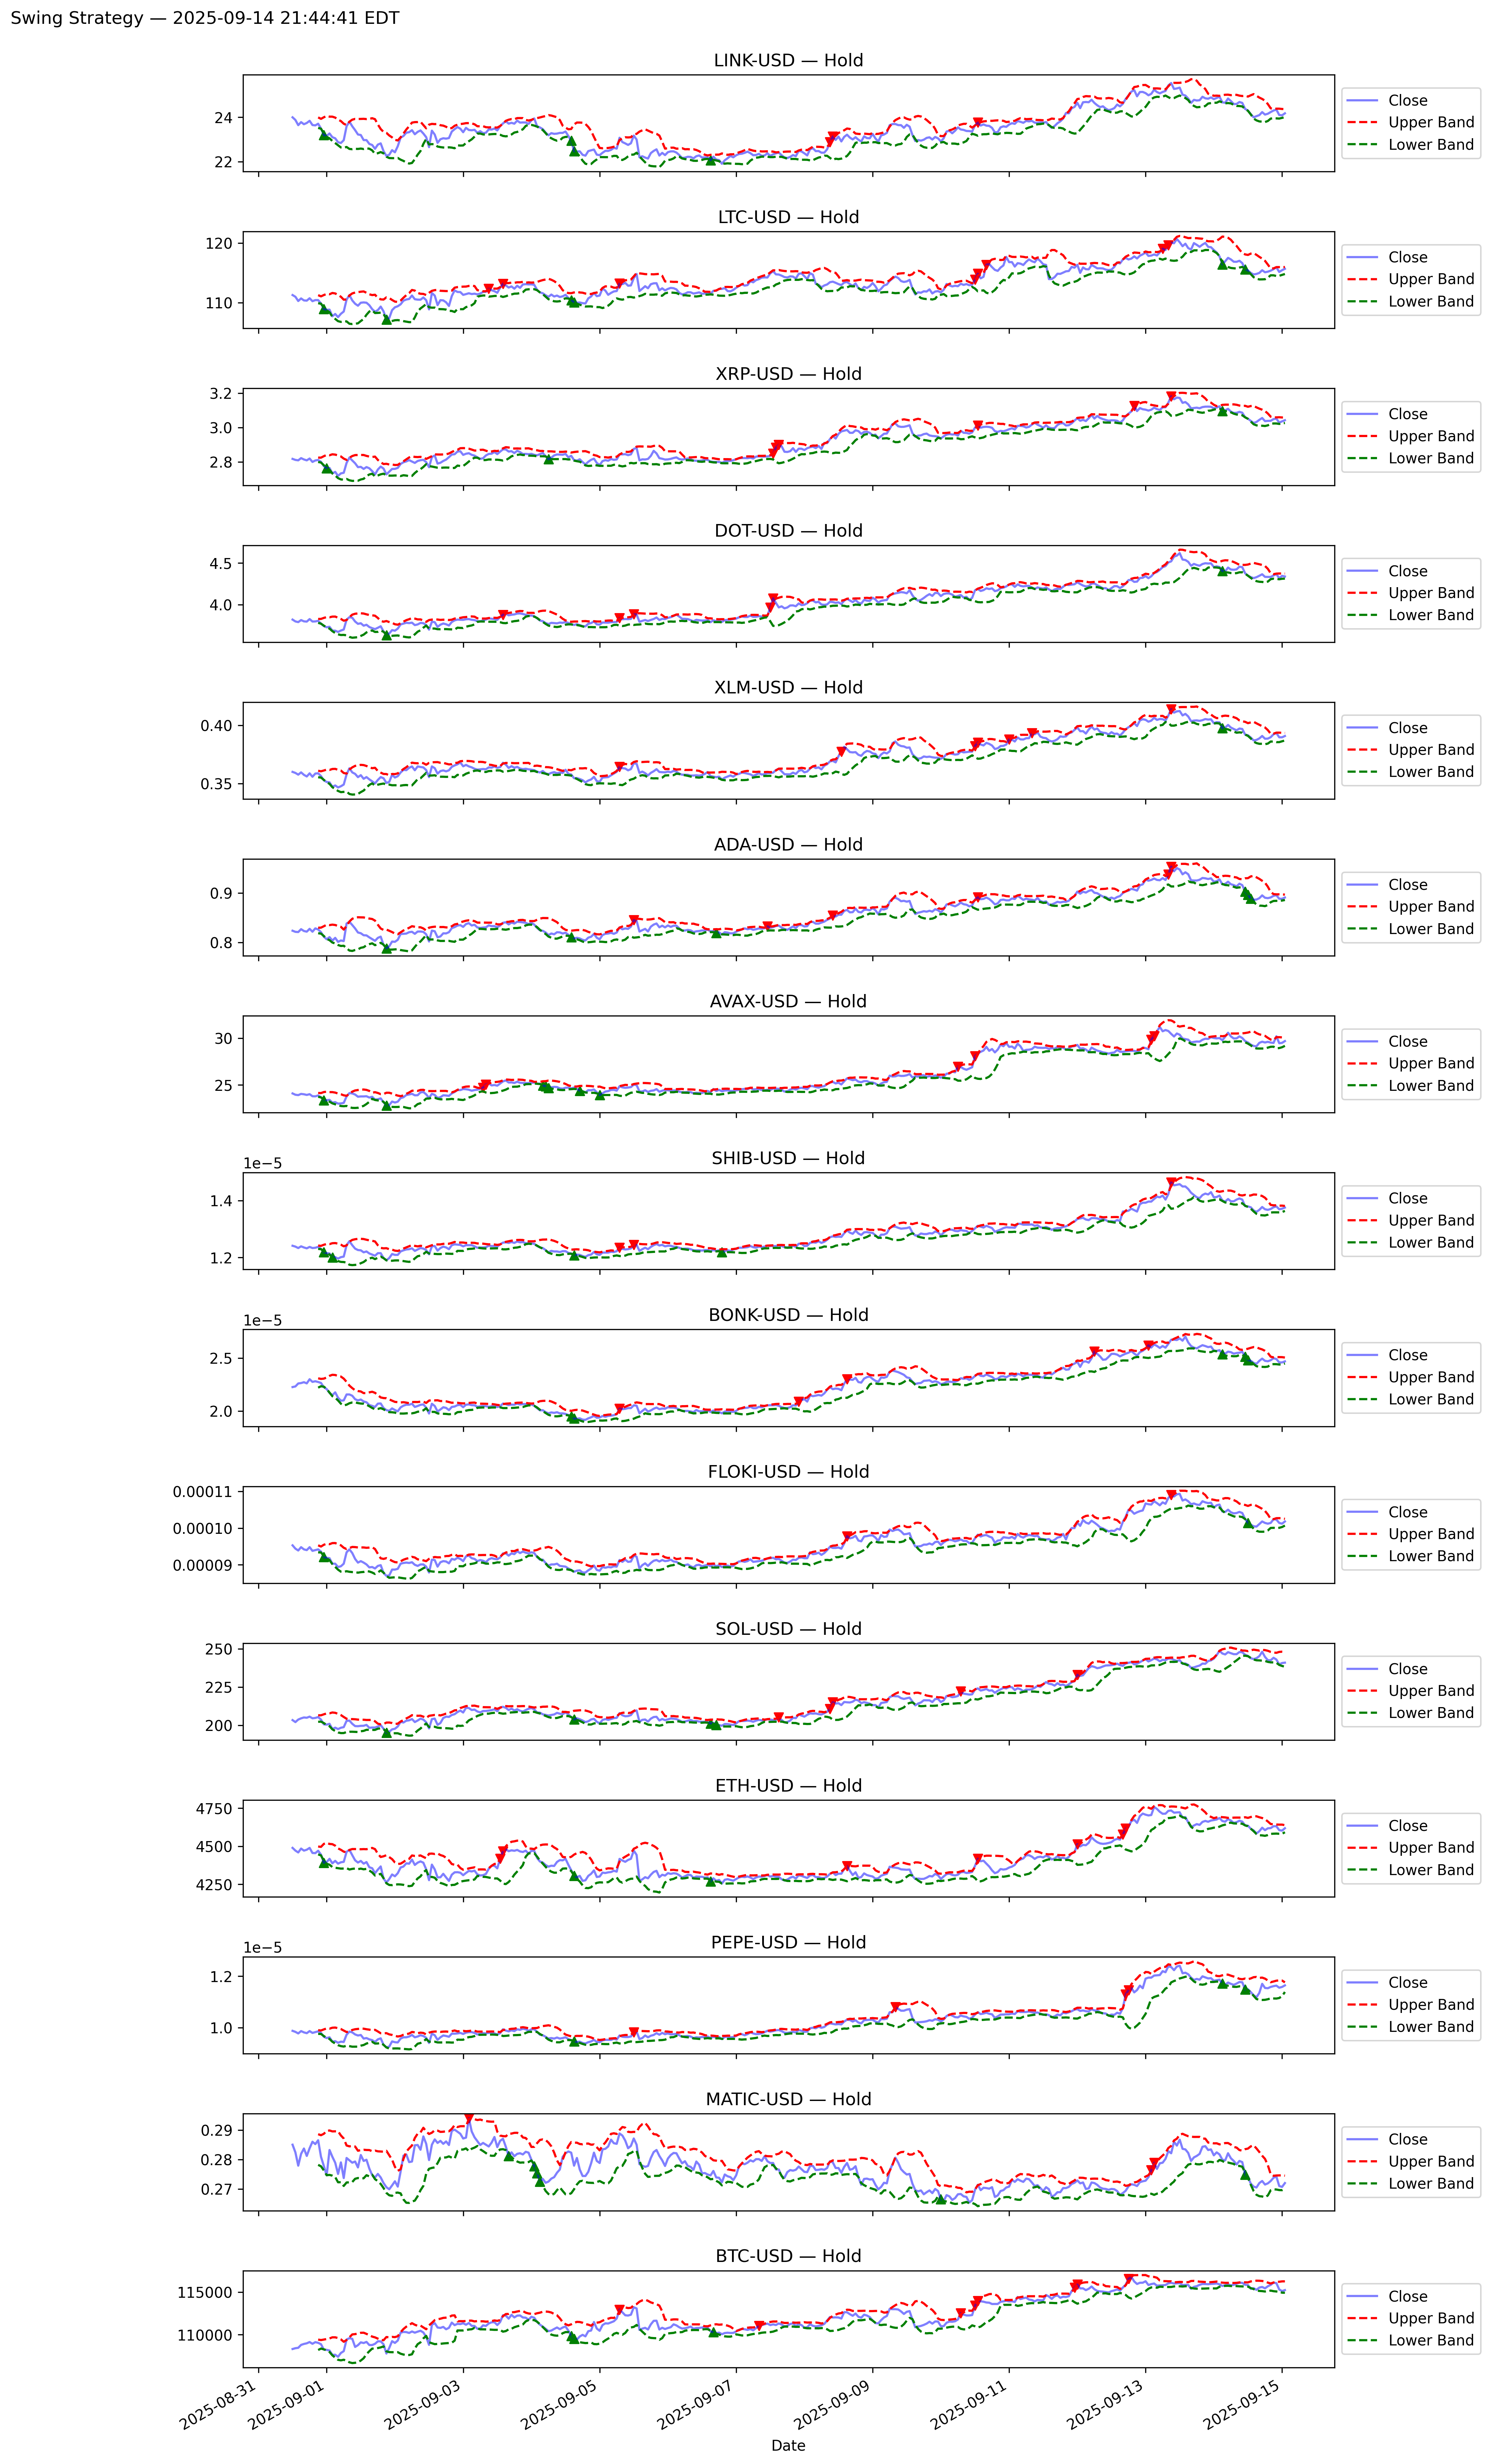 Swing Strategy — 2025-09-14 21:44:41 EDT
LINK-USD — Hold
24
22
Close
Upper Band
Lower Band
LTC-USD — Hold
120
110
Close
Upper Band
Lower Band
XRP-USD — Hold
3.2
3.0
2.8
Close
Upper Band
Lower Band
DOT-USD — Hold
4.5
4.0
Close
Upper Band
Lower Band
XLM-USD — Hold
0.40
0.35
Close
Upper Band
Lower Band
ADA-USD — Hold
0.9
0.8
Close
Upper Band
Lower Band
AVAX-USD — Hold
30
25
Close
Upper Band
Lower Band
SHIB-USD — Hold
1e−5
1.4
1.2
Close
Upper Band
Lower Band
BONK-USD — Hold
1e−5
2.5
2.0
Close
Upper Band
Lower Band
FLOKI-USD — Hold
0.00011
0.00010
0.00009
Close
Upper Band
Lower Band
SOL-USD — Hold
250
225
200
Close
Upper Band
Lower Band
ETH-USD — Hold
4750
4500
4250
Close
Upper Band
Lower Band
PEPE-USD — Hold
1e−5
1.2
1.0
Close
Upper Band
Lower Band
MATIC-USD — Hold
0.29
0.28
0.27
Close
Upper Band
Lower Band
BTC-USD — Hold
115000
110000
Close
Upper Band
Lower Band
2025-08-31
2025-09-01
2025-09-03
2025-09-05
2025-09-07
2025-09-09
2025-09-11
2025-09-13
2025-09-15
Date